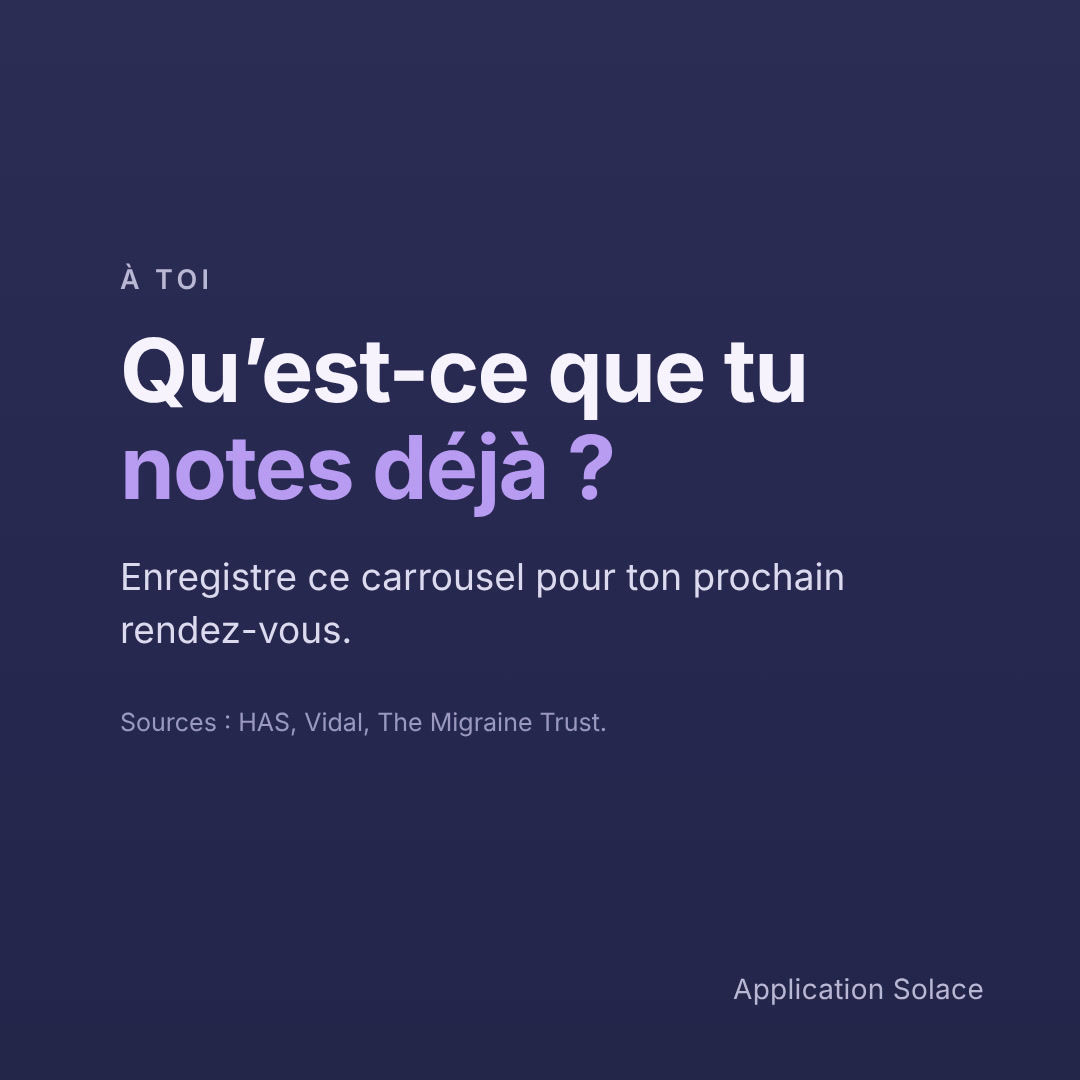 À TOI
Qu’est-ce que tu
notes déjà ?
Enregistre ce carrousel pour ton prochain
rendez-vous.
Sources : HAS, Vidal, The Migraine Trust.
Application Solace